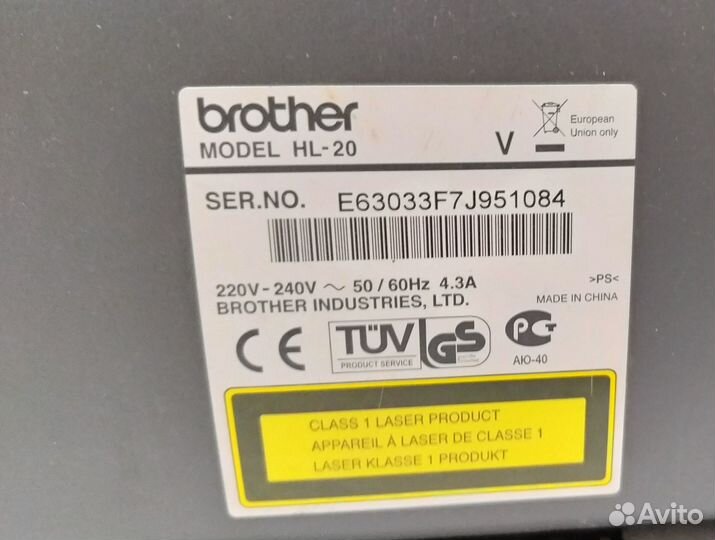 brother
MODEL HL-20
V
European
Union only
SER.NO. E63033F7J951084
220V-240V ~ 50/60Hz 4.3A
>PS<
BROTHER INDUSTRIES, LTD.
MADE IN CHINA
CE
TÜV
PRODUCT SERVICE
GS
PCT
АІО-40
CLASS 1 LASER PRODUCT
APPAREIL À LASER DE CLASSE 1
LASER KLASSE 1 PRODUKT
Avito